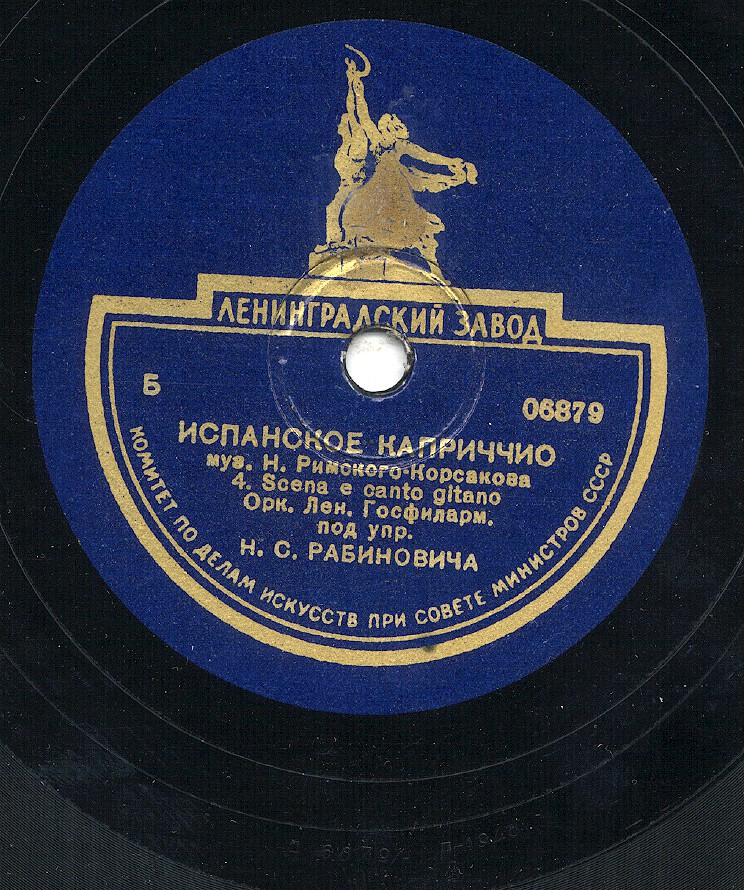 ЛЕНИНГРАДСКИЙ ЗАВОД
Б
06879
ИСПАНСКОЕ КАПРИЧЧИО
муз. Н. Римского-Корсакова
4. Scena e canto gitano
Орк. Лен. Госфиларм.
под упр.
Н. С. РАБИНОВИЧА
КОМИТЕТ ПО ДЕЛАМ ИСКУССТВ ПРИ СОВЕТЕ МИНИСТРОВ СССР